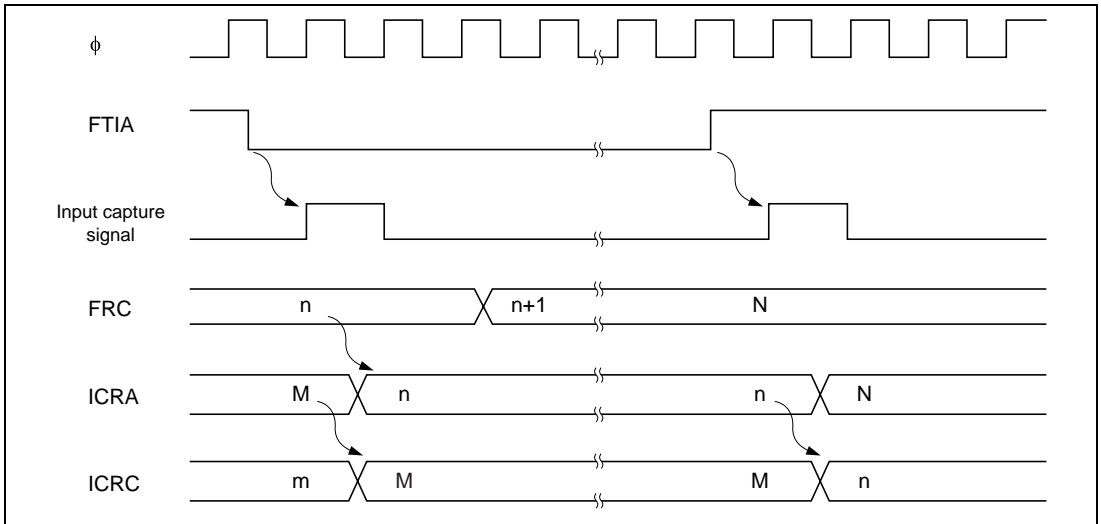 ϕ
FTIA
Input capture
signal
FRC n n+1 N
ICRA M n n N
ICRC m M M n